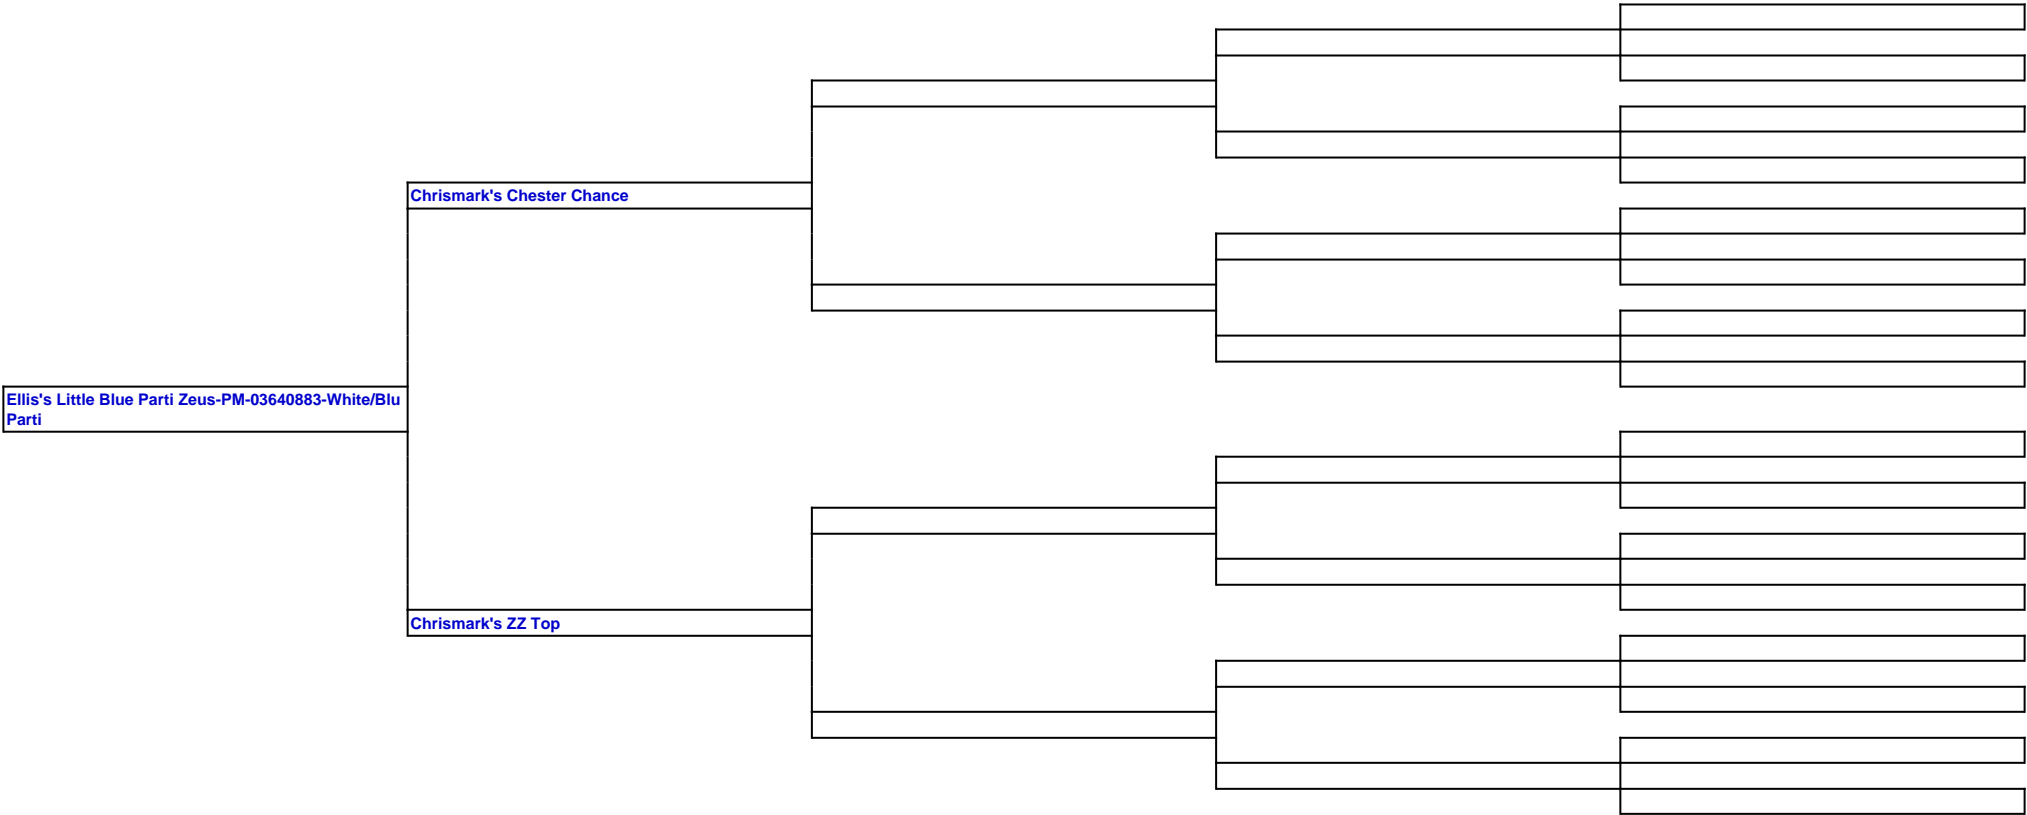 Chrismark's Chester Chance
Ellis's Little Blue Parti Zeus-PM-03640883-White/Blu
Parti
Chrismark's ZZ Top